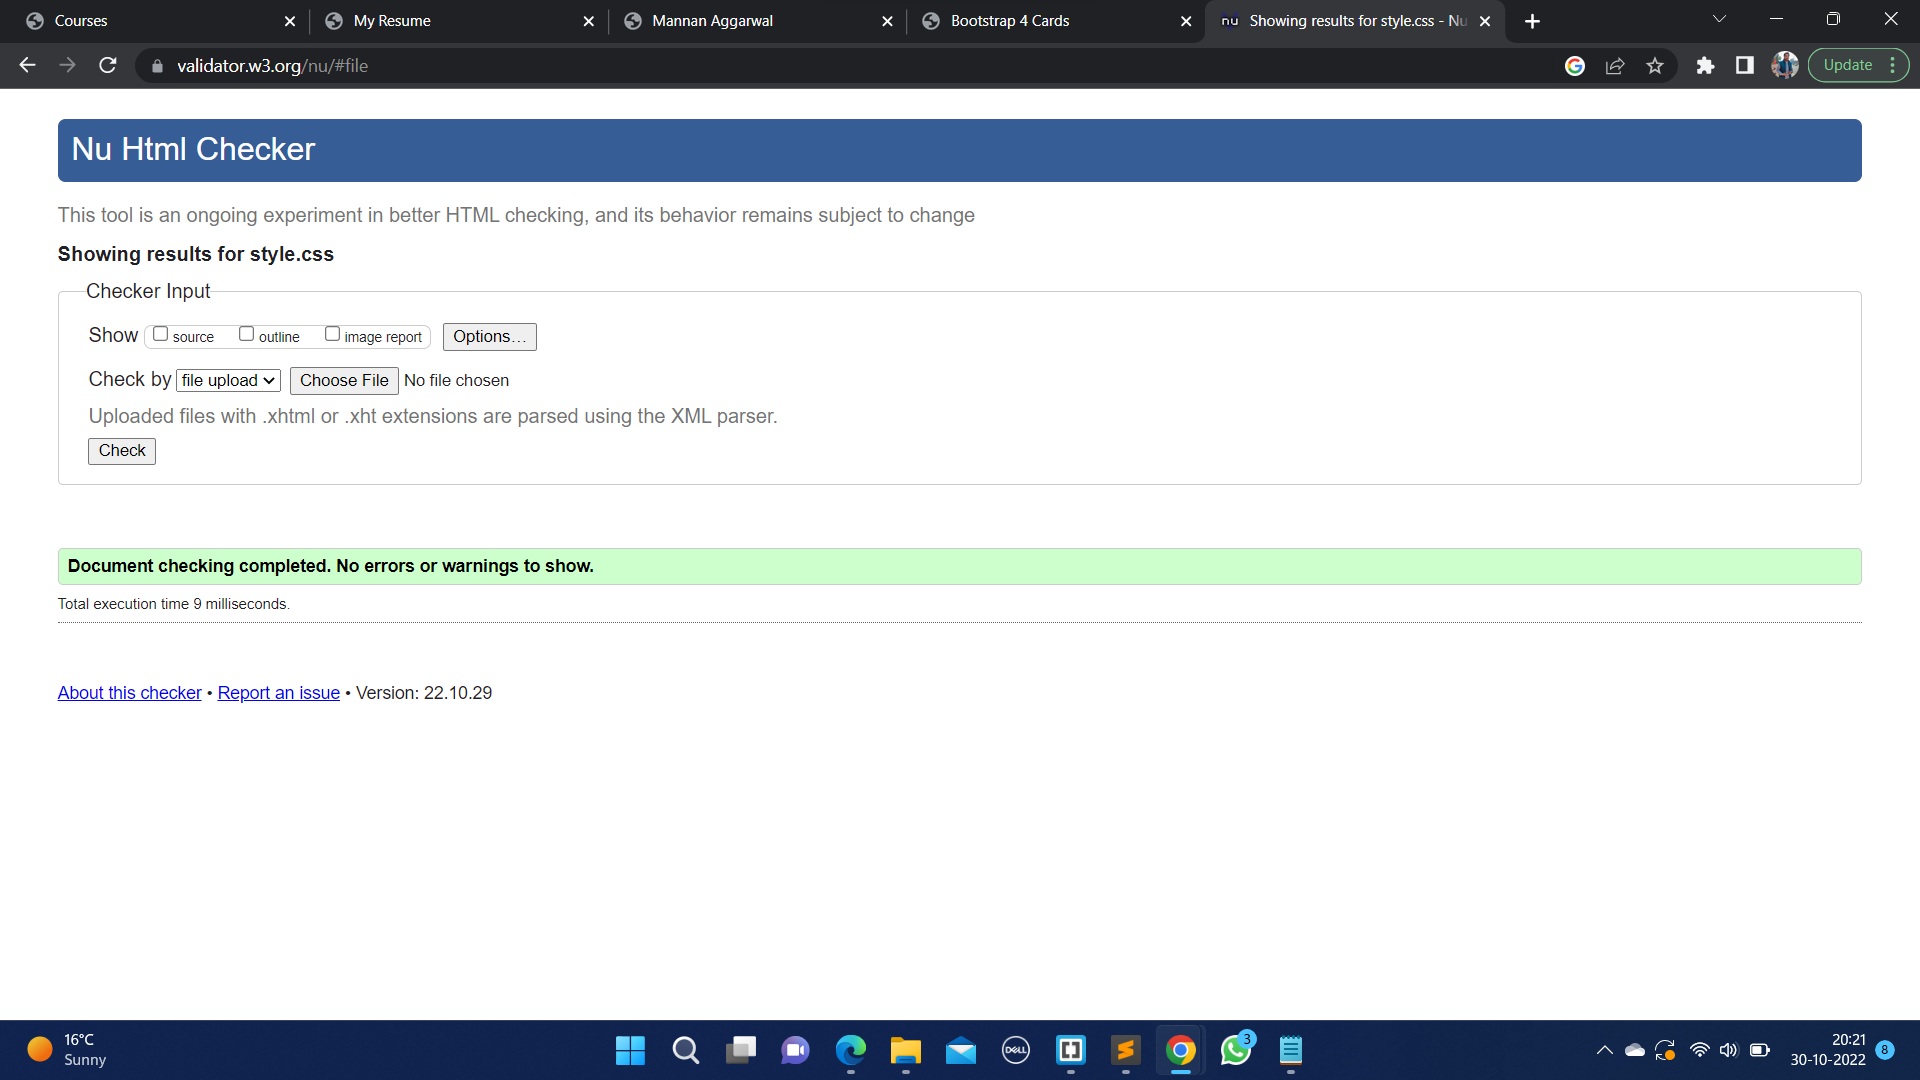 Courses
My Resume
Mannan Aggarwal
Bootstrap 4 Cards
nu Showing results for style.css - Nu
validator.w3.org/nu/#file
Update
Nu Html Checker
This tool is an ongoing experiment in better HTML checking, and its behavior remains subject to change
Showing results for style.css
Checker Input
Show source outline image report Options...
Check by file upload Choose File No file chosen
Uploaded files with .xhtml or .xht extensions are parsed using the XML parser.
Check
Document checking completed. No errors or warnings to show.
Total execution time 9 milliseconds.
About this checker • Report an issue • Version: 22.10.29
16°C
Sunny
DELL
3
20:21
30-10-2022
8